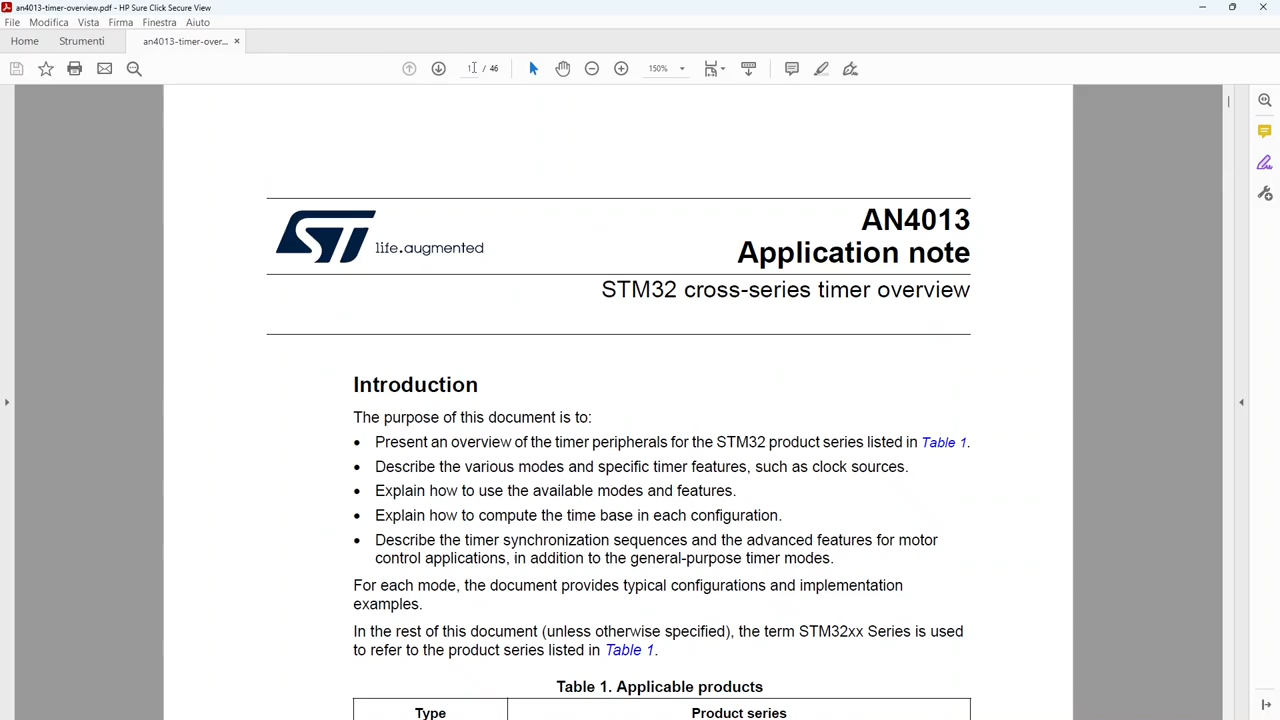 an4013-timer-overview.pdf - HP Sure Click Secure View
File Modifica Vista Firma Finestra Aiuto
Home Strumenti an4013-timer-over... ×
1 / 46 150%
ST life.augmented
AN4013
Application note
STM32 cross-series timer overview
Introduction
The purpose of this document is to:
• Present an overview of the timer peripherals for the STM32 product series listed in Table 1.
• Describe the various modes and specific timer features, such as clock sources.
• Explain how to use the available modes and features.
• Explain how to compute the time base in each configuration.
• Describe the timer synchronization sequences and the advanced features for motor
control applications, in addition to the general-purpose timer modes.
For each mode, the document provides typical configurations and implementation
examples.
In the rest of this document (unless otherwise specified), the term STM32xx Series is used
to refer to the product series listed in Table 1.
Table 1. Applicable products
Type Product series